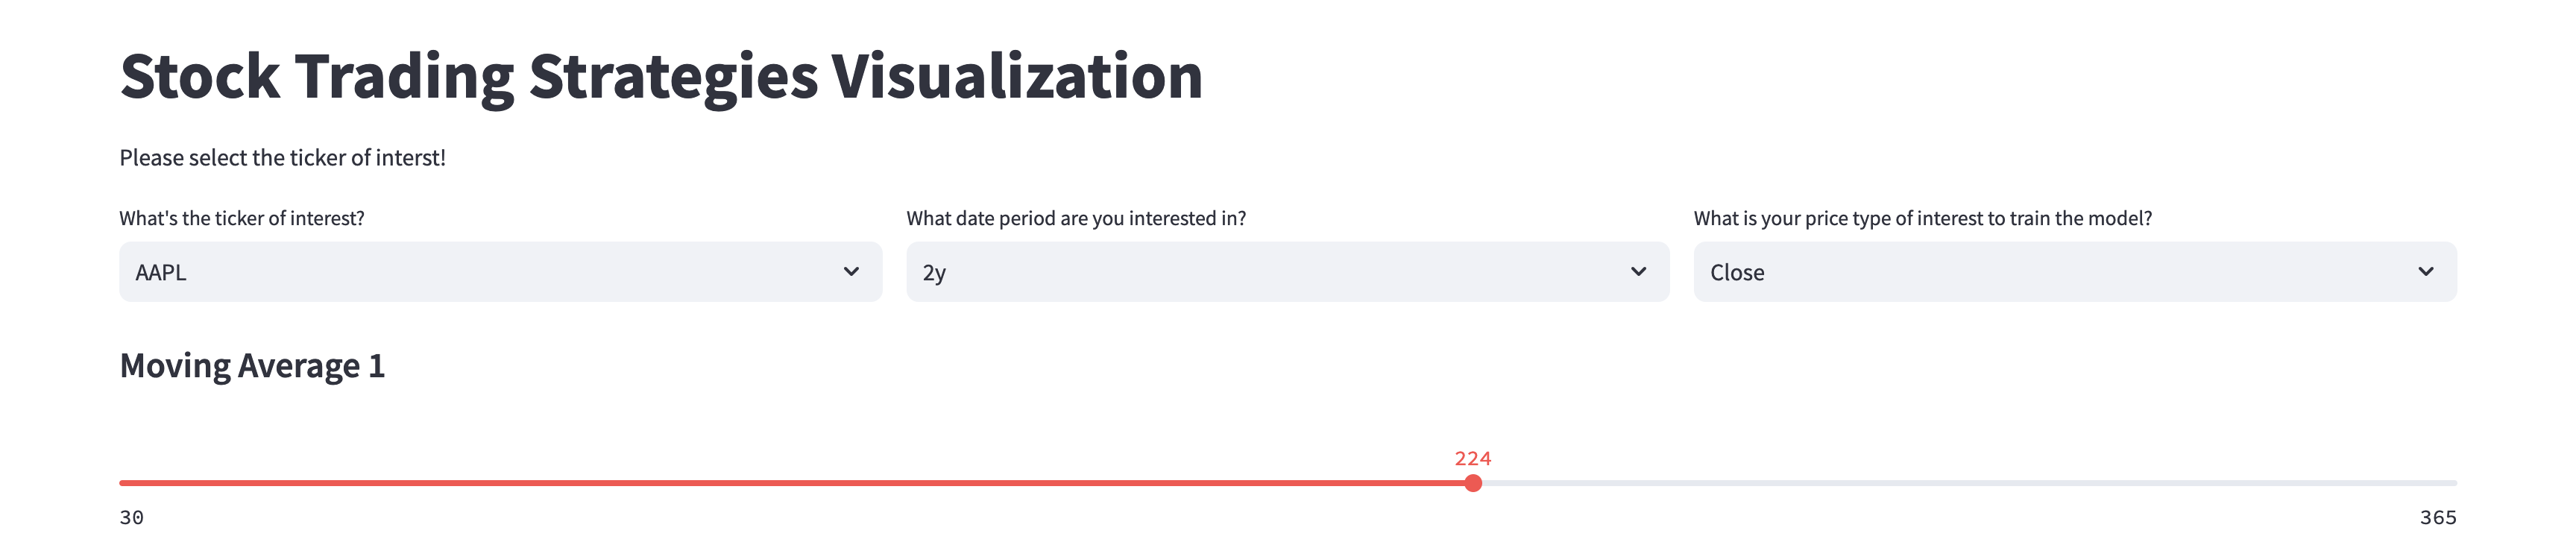 Stock Trading Strategies Visualization
Please select the ticker of interst!
What's the ticker of interest?
What date period are you interested in?
What is your price type of interest to train the model?
AAPL
2y
Close
Moving Average 1
224
30
365